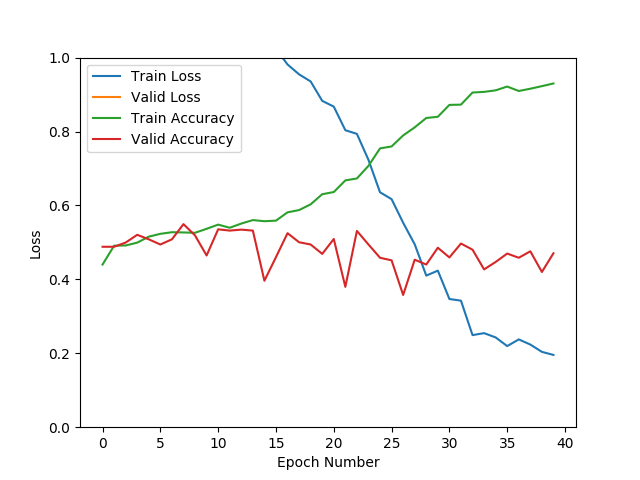 1.0
0.8
0.6
0.4
0.2
0.0
Loss
Train Loss
Valid Loss
Train Accuracy
Valid Accuracy
0 5 10 15 20 25 30 35 40
Epoch Number